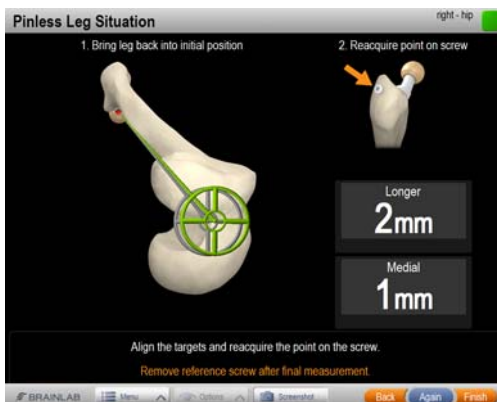 Pinless Leg Situation
right - hip
1. Bring leg back into initial position
2. Reacquire point on screw
Longer
2mm
Medial
1mm
Align the targets and reacquire the point on the screw.
Remove reference screw after final measurement.
BRAINLAB Menu Options Screenshot Back Again Finish